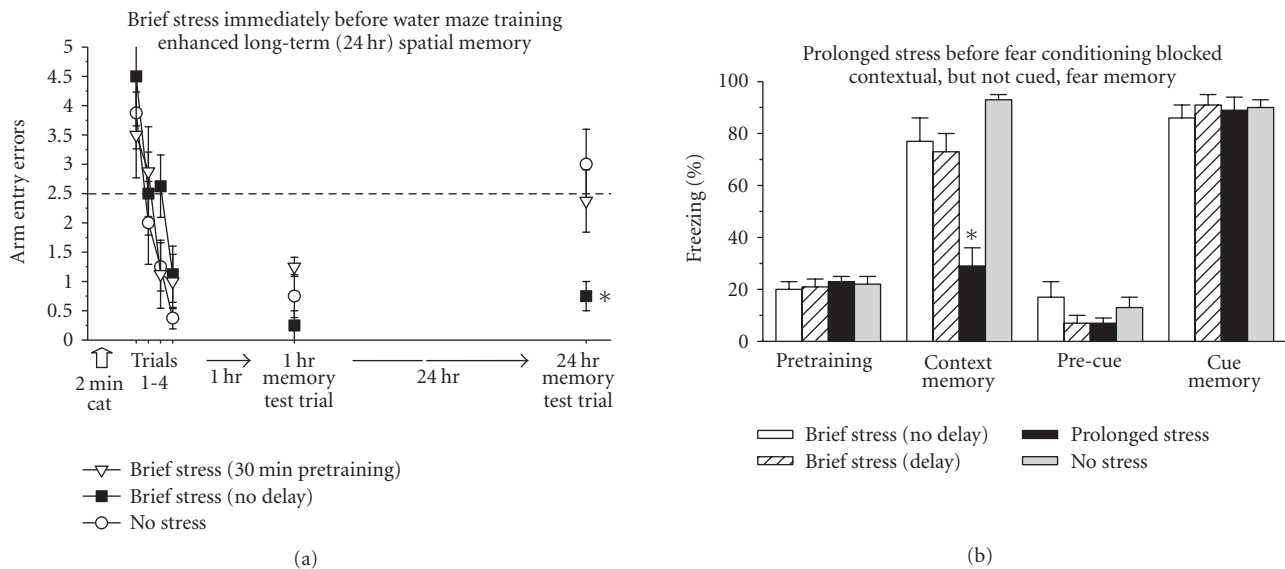 Brief stress immediately before water maze training
enhanced long-term (24 hr) spatial memory
5
4.5
4
3.5
3
2.5
2
1.5
1
0.5
0
Arm entry errors
*
2 min
cat
Trials
1-4
1 hr
1 hr
memory
test trial
24 hr
24 hr
memory
test trial
Brief stress (30 min pretraining)
Brief stress (no delay)
No stress
(a)
Prolonged stress before fear conditioning blocked
contextual, but not cued, fear memory
100
80
60
40
20
0
Freezing (%)
*
Pretraining
Context
memory
Pre-cue
Cue
memory
Brief stress (no delay)
Brief stress (delay)
Prolonged stress
No stress
(b)